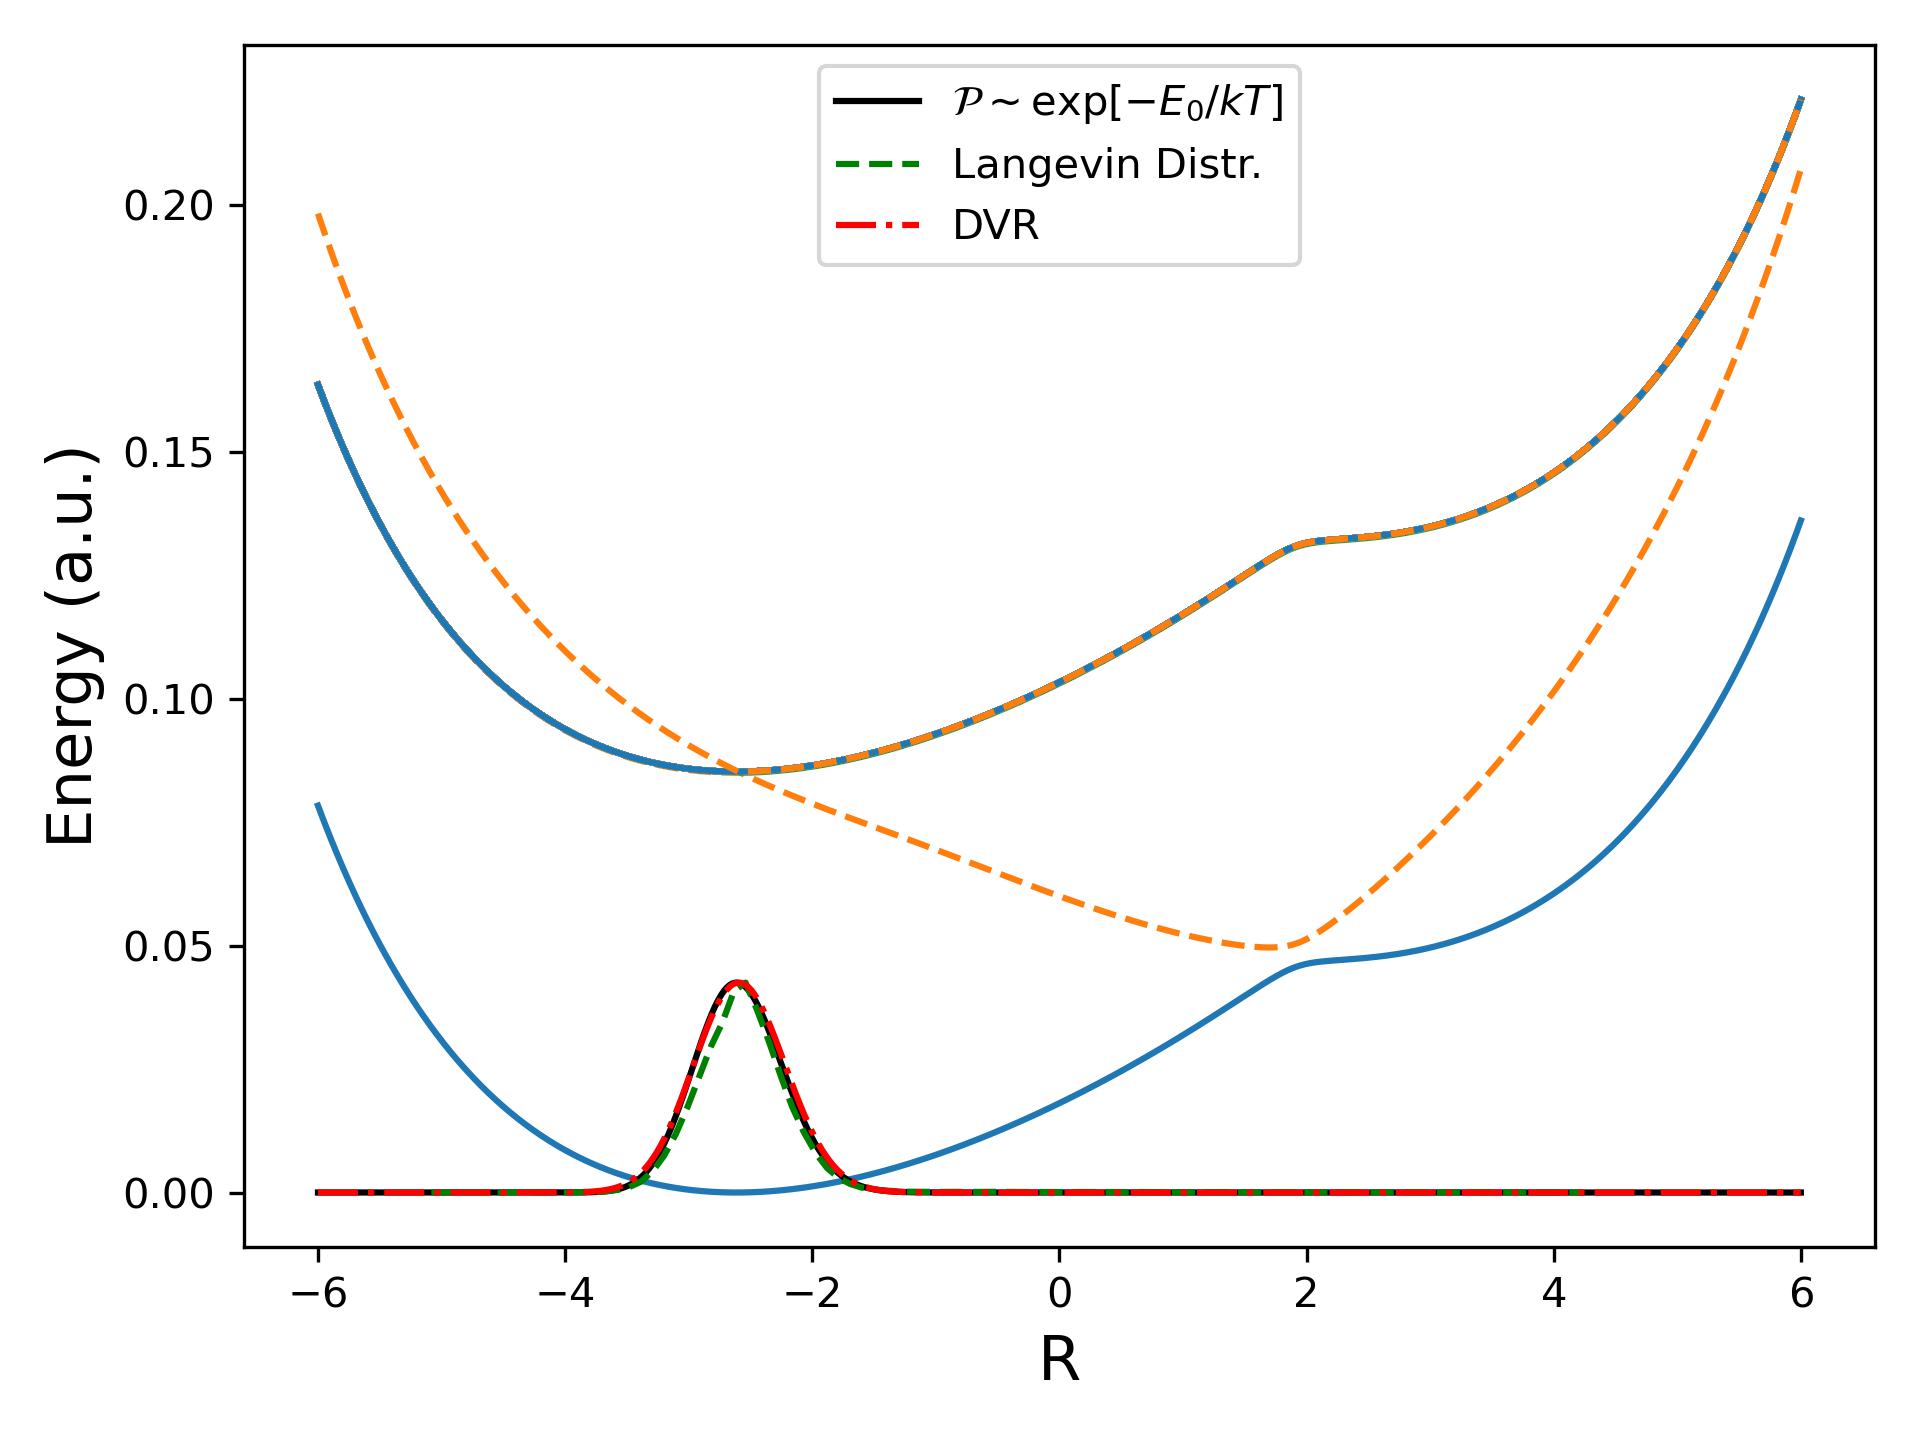 𝒫 ~ exp[−E₀/kT]
Langevin Distr.
DVR
Energy (a.u.)
0.20
0.15
0.10
0.05
0.00
−6 −4 −2 0 2 4 6
R